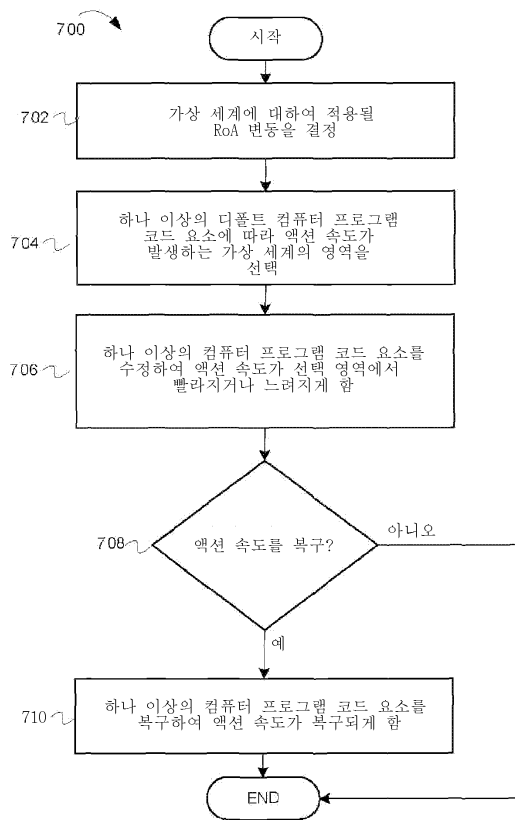 700
시작
702
가상 세계에 대하여 적용될
RoA 변동을 결정
704
하나 이상의 디폴트 컴퓨터 프로그램
코드 요소에 따라 액션 속도가
발생하는 가상 세계의 영역을
선택
706
하나 이상의 컴퓨터 프로그램 코드 요소를
수정하여 액션 속도가 선택 영역에서
빨라지거나 느려지게 함
708
액션 속도를 복구?
아니오
예
710
하나 이상의 컴퓨터 프로그램 코드 요소를
복구하여 액션 속도가 복구되게 함
END